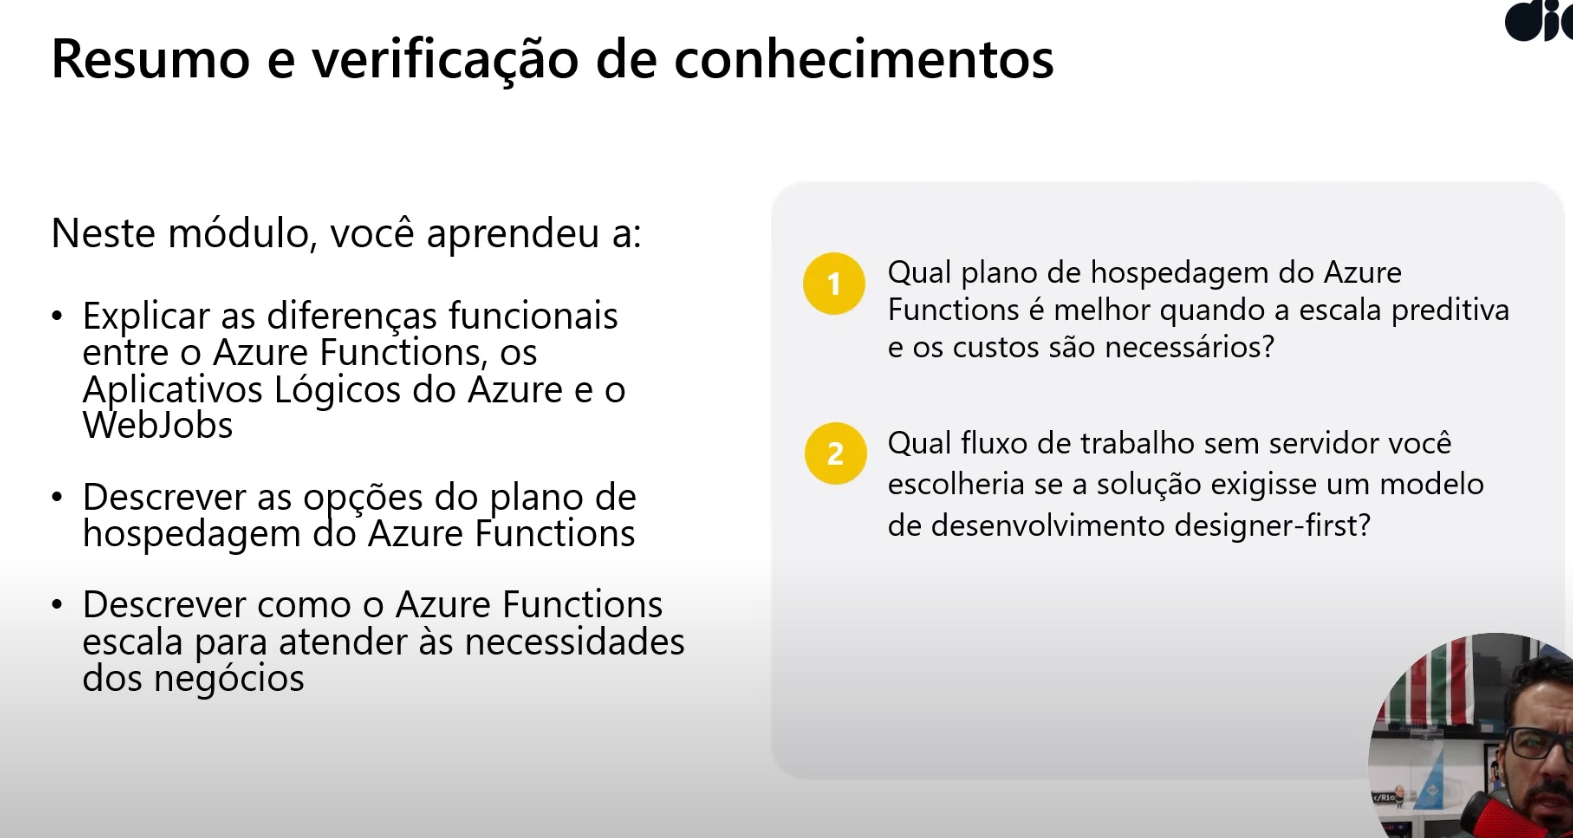 Resumo e verificação de conhecimentos
Neste módulo, você aprendeu a:
• Explicar as diferenças funcionais
entre o Azure Functions, os
Aplicativos Lógicos do Azure e o
WebJobs
• Descrever as opções do plano de
hospedagem do Azure Functions
• Descrever como o Azure Functions
escala para atender às necessidades
dos negócios
1
Qual plano de hospedagem do Azure
Functions é melhor quando a escala preditiva
e os custos são necessários?
2
Qual fluxo de trabalho sem servidor você
escolheria se a solução exigisse um modelo
de desenvolvimento designer-first?